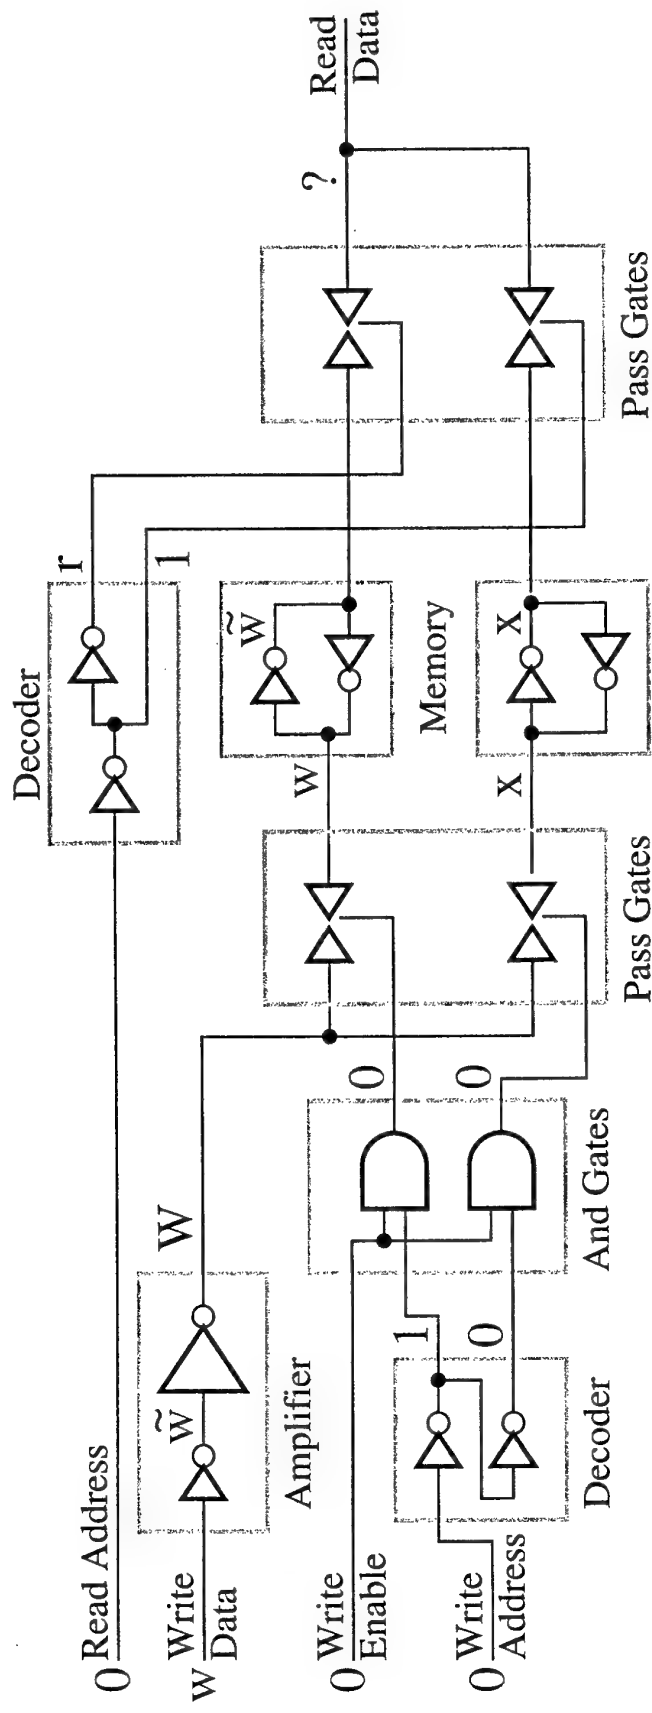 0 Read Address
w Write
Data
0 Write
Enable
0 Write
Address
w̃
W
Amplifier
1
0
Decoder
0
0
And Gates
Pass Gates
Decoder
r
1
w
w̃
Memory
x
x
Pass Gates
?
Read
Data